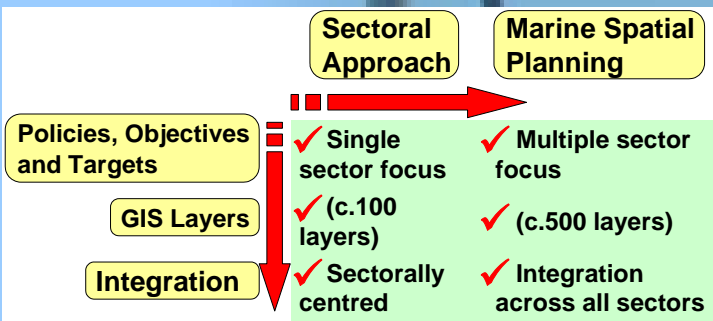 Sectoral
Approach
Marine Spatial
Planning
Policies, Objectives
and Targets
Single
sector focus
Multiple sector
focus
GIS Layers
(c.100
layers)
(c.500 layers)
Integration
Sectorally
centred
Integration
across all sectors